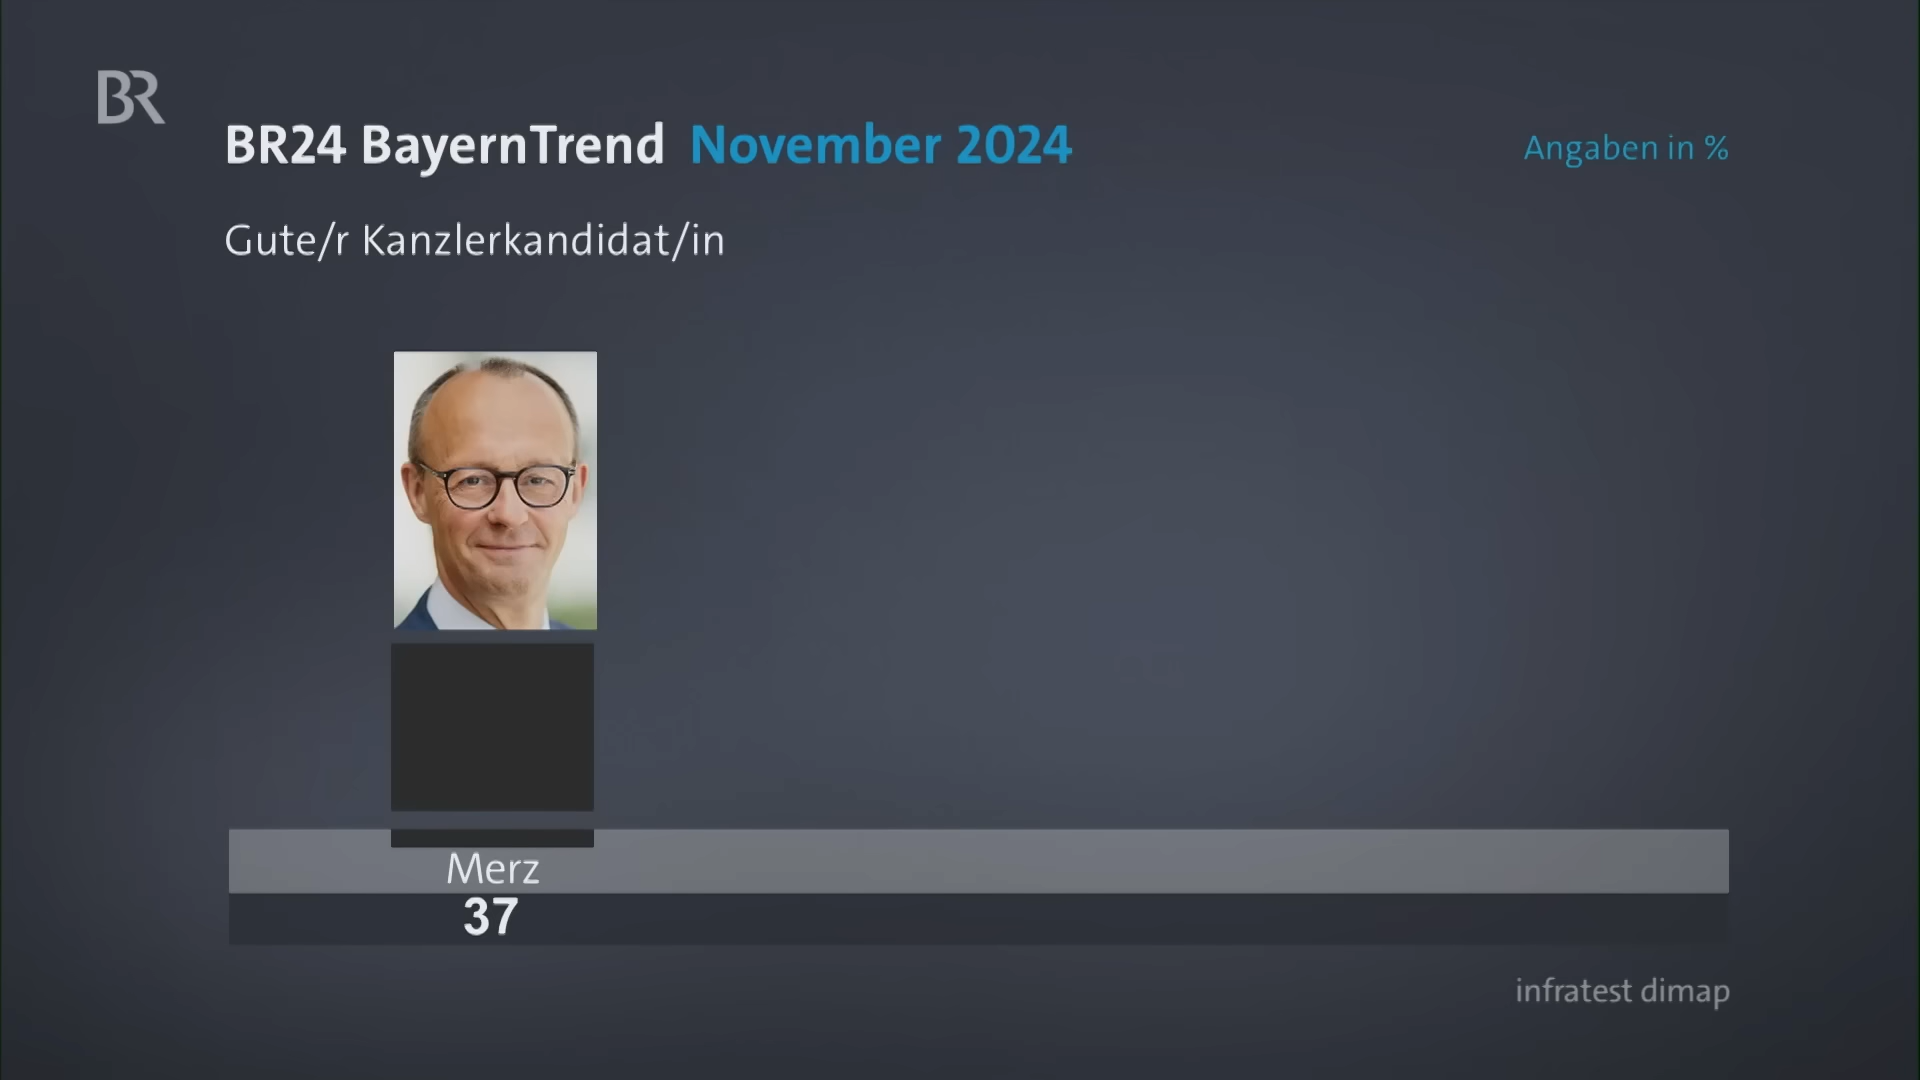 BR
BR24 BayernTrend November 2024
Angaben in %
Gute/r Kanzlerkandidat/in
Merz
37
infratest dimap